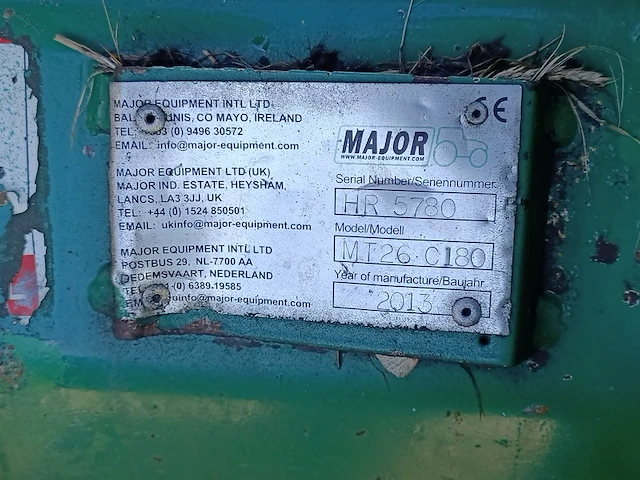 MAJOR EQUIPMENT INTL LTD
CO MAYO, IRELAND
TEL: (0) 9496 30572
EMAIL: info@major-equipment.com
MAJOR EQUIPMENT LTD (UK)
MAJOR IND. ESTATE, HEYSHAM,
LANCS, LA3 3JJ, UK
TEL: +44 (0) 1524 850501
EMAIL: ukinfo@major-equipment.com
MAJOR EQUIPMENT INTL LTD
POSTBUS 29, NL-7700 AA
DEDEMSVAART, NEDERLAND
(0) 6389-19585
euinfo@major-equipment.com
CE
MAJOR
WWW.MAJOR-EQUIPMENT.COM
Serial Number/Seriennummer
HR 5780
Model/Modell
MT26·C180
Year of manufacture/Baujahr
2013